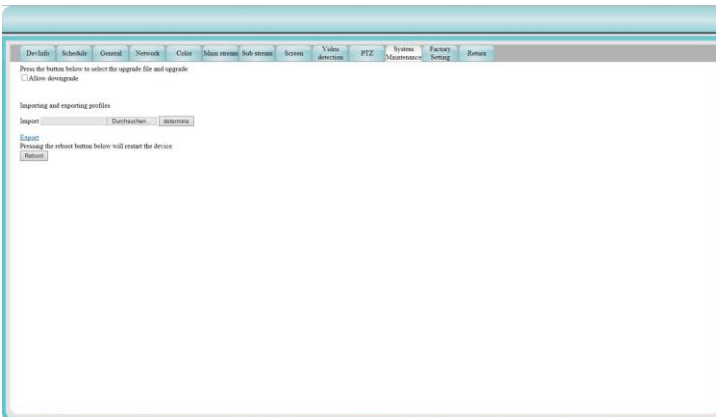 DevInfo Schedule General Network Color Main stream Sub stream Screen Video detection PTZ System Maintenance Factory Setting Return
Press the button below to select the upgrade file and upgrade
Allow downgrade
Importing and exporting profiles
Import Durchsuchen... determine
Export
Pressing the reboot button below will restart the device
Reboot